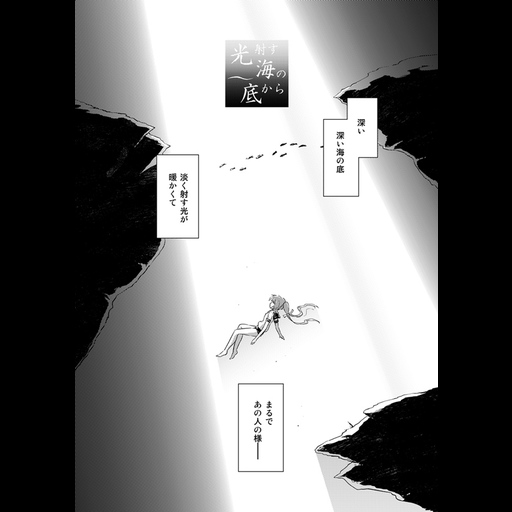 光射す
海の
〜底から
深い
深い海の底
淡く射す光が
暖かくて
まるで
あの人の様――